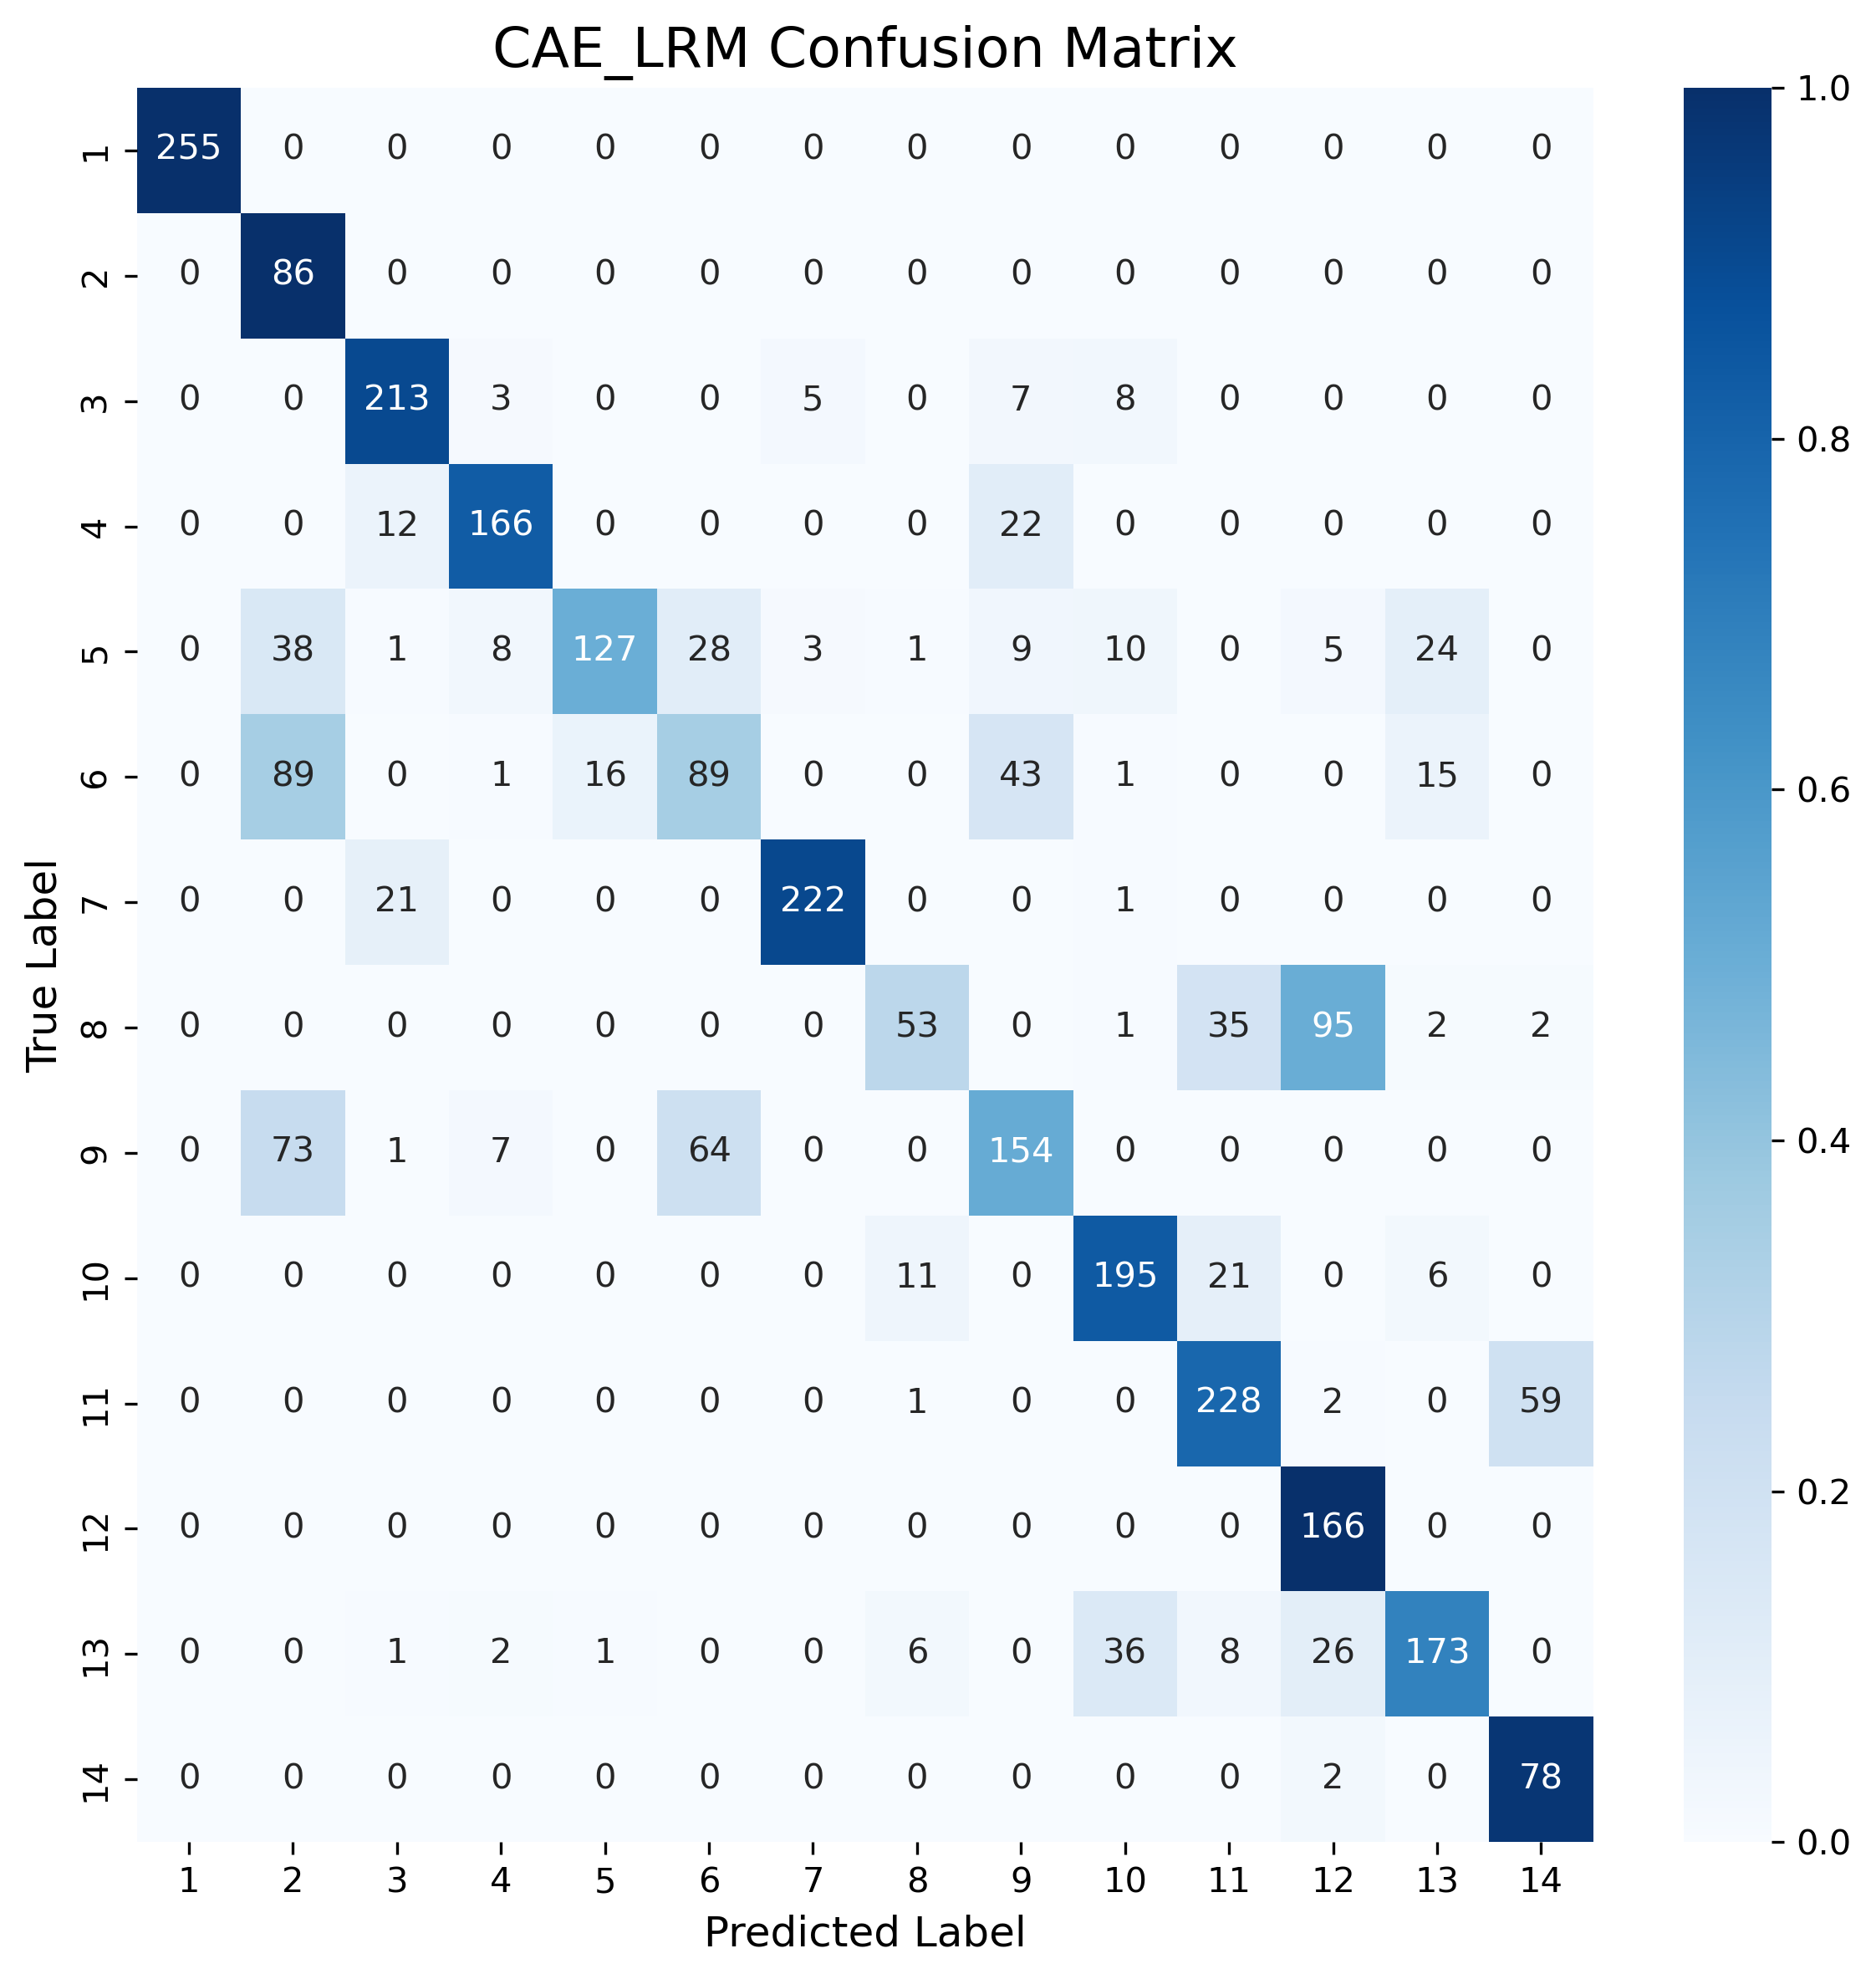 CAE_LRM Confusion Matrix
1 255 0 0 0 0 0 0 0 0 0 0 0 0 0
2 0 86 0 0 0 0 0 0 0 0 0 0 0 0
3 0 0 213 3 0 0 5 0 7 8 0 0 0 0
4 0 0 12 166 0 0 0 0 22 0 0 0 0 0
5 0 38 1 8 127 28 3 1 9 10 0 5 24 0
6 0 89 0 1 16 89 0 0 43 1 0 0 15 0
7 0 0 21 0 0 0 222 0 0 1 0 0 0 0
8 0 0 0 0 0 0 0 53 0 1 35 95 2 2
9 0 73 1 7 0 64 0 0 154 0 0 0 0 0
10 0 0 0 0 0 0 0 11 0 195 21 0 6 0
11 0 0 0 0 0 0 0 1 0 0 228 2 0 59
12 0 0 0 0 0 0 0 0 0 0 0 166 0 0
13 0 0 1 2 1 0 0 6 0 36 8 26 173 0
14 0 0 0 0 0 0 0 0 0 0 0 2 0 78
1 2 3 4 5 6 7 8 9 10 11 12 13 14
Predicted Label
True Label
1.0
0.8
0.6
0.4
0.2
0.0